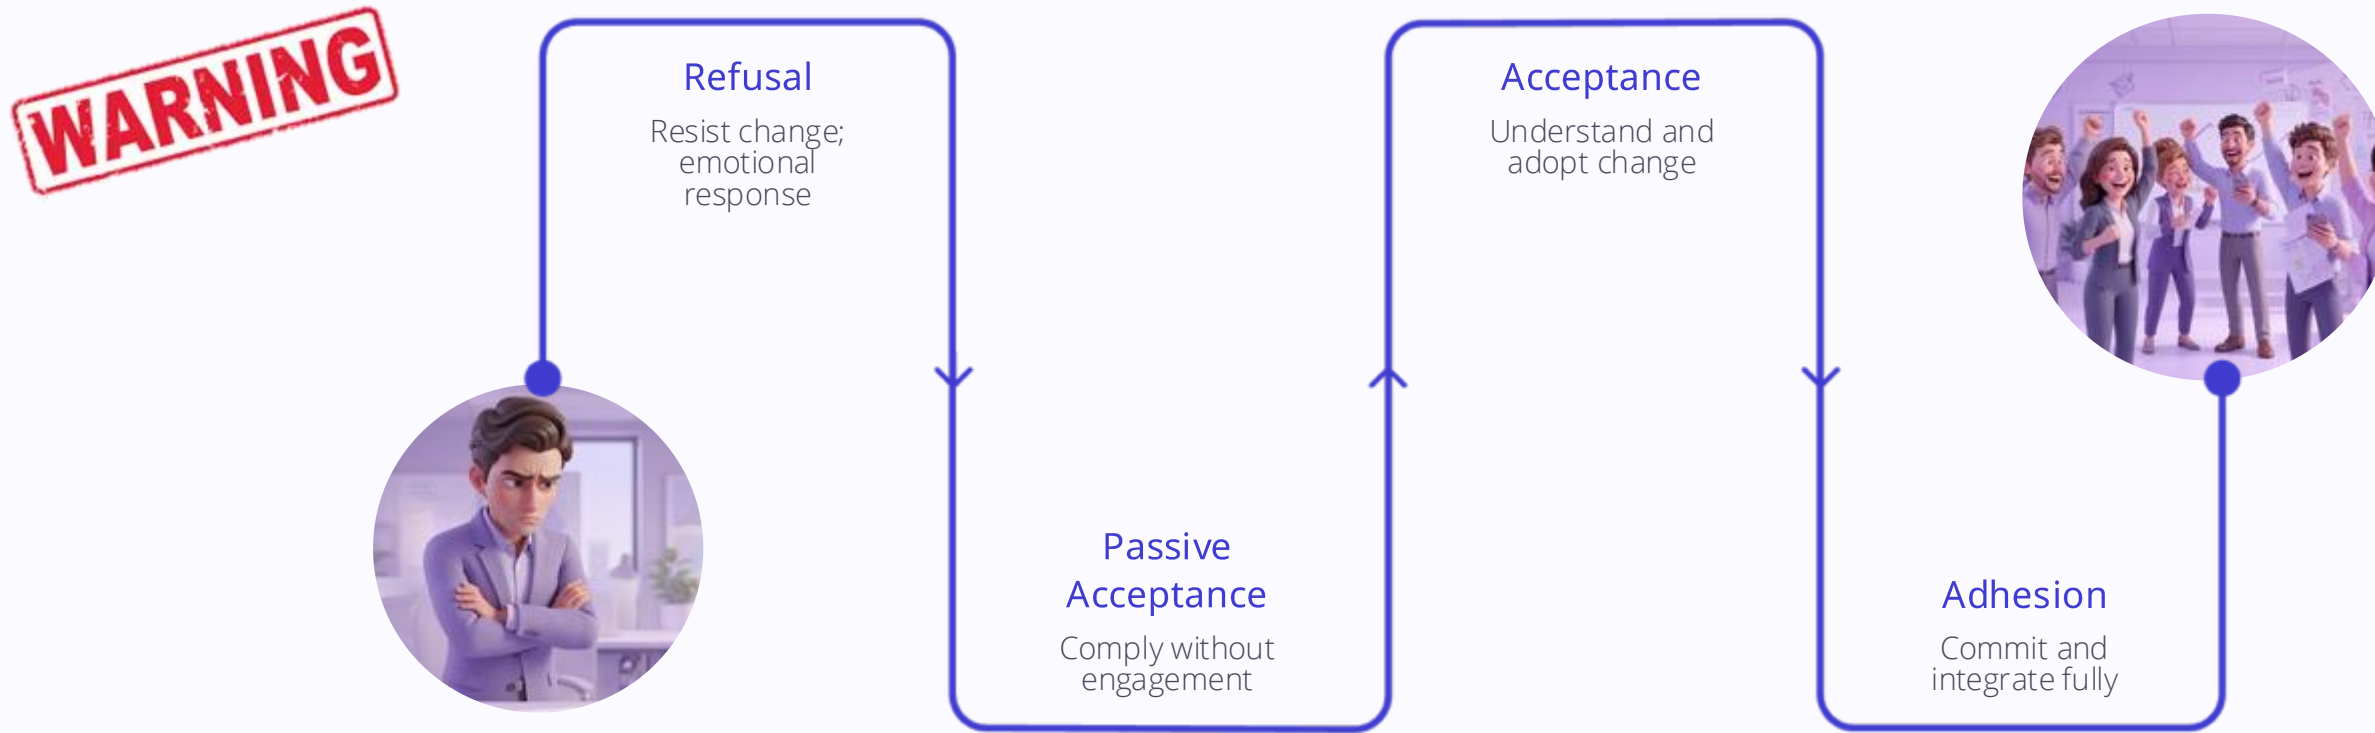 WARNING
Refusal
Resist change;
emotional
response
Passive
Acceptance
Comply without
engagement
Acceptance
Understand and
adopt change
Adhesion
Commit and
integrate fully